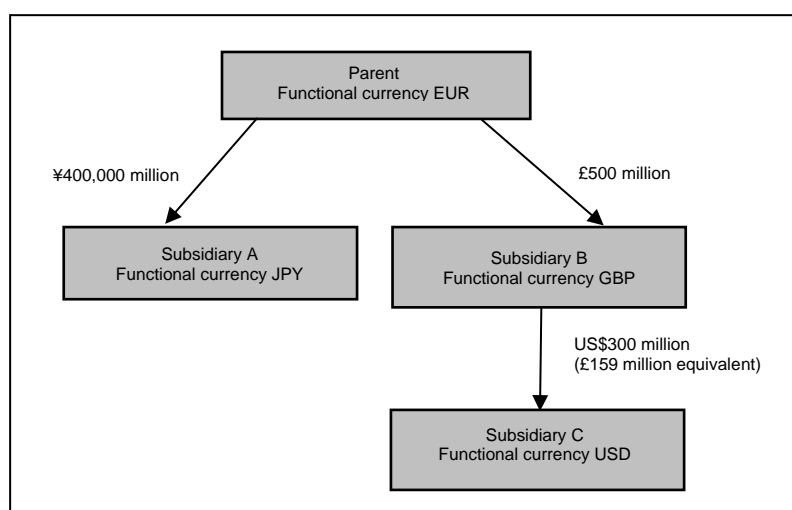 Parent
Functional currency EUR
¥400,000 million
£500 million
Subsidiary A
Functional currency JPY
Subsidiary B
Functional currency GBP
US$300 million
(£159 million equivalent)
Subsidiary C
Functional currency USD